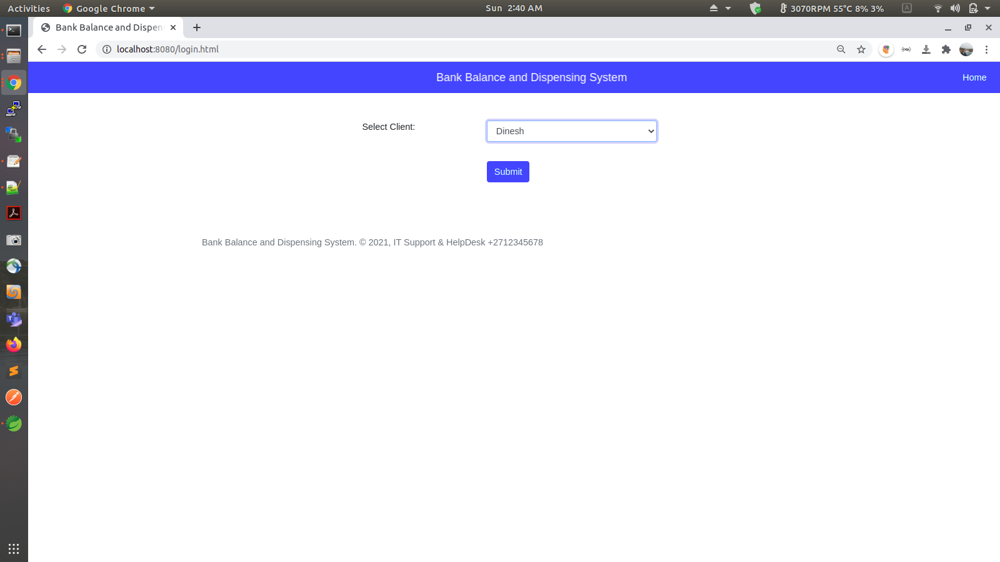 Activities Google Chrome Sun 2:40 AM 3070RPM 55°C 8% 3% A
Bank Balance and Dispen
localhost:8080/login.html
Bank Balance and Dispensing System Home
Select Client: Dinesh
Submit
Bank Balance and Dispensing System. © 2021, IT Support & HelpDesk +2712345678